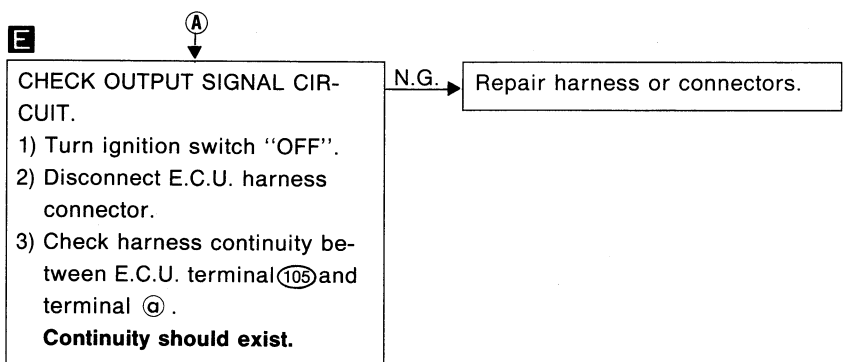 Ⓐ
E
CHECK OUTPUT SIGNAL CIR-
CUIT.
1) Turn ignition switch ‘‘OFF’’.
2) Disconnect E.C.U. harness
connector.
3) Check harness continuity be-
tween E.C.U. terminal (105) and
terminal ⓐ .
Continuity should exist.
N.G.
Repair harness or connectors.